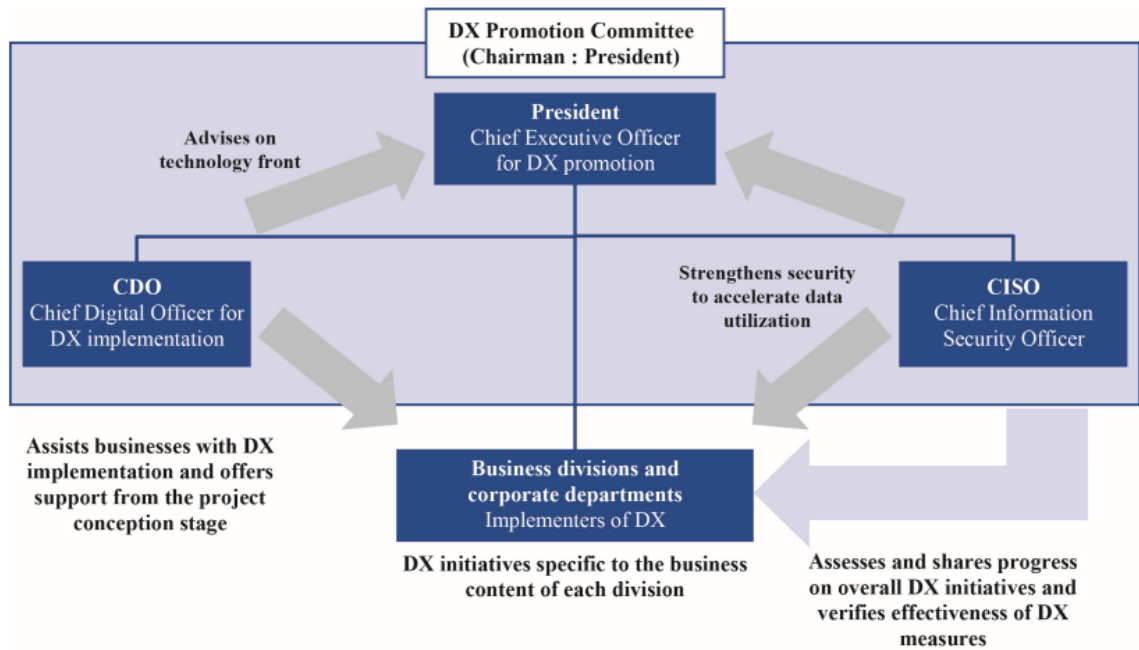 DX Promotion Committee
(Chairman : President)
President
Chief Executive Officer
for DX promotion
Advises on
technology front
CDO
Chief Digital Officer for
DX implementation
Strengthens security
to accelerate data
utilization
CISO
Chief Information
Security Officer
Assists businesses with DX
implementation and offers
support from the project
conception stage
Business divisions and
corporate departments
Implementers of DX
DX initiatives specific to the business
content of each division
Assesses and shares progress
on overall DX initiatives and
verifies effectiveness of DX
measures